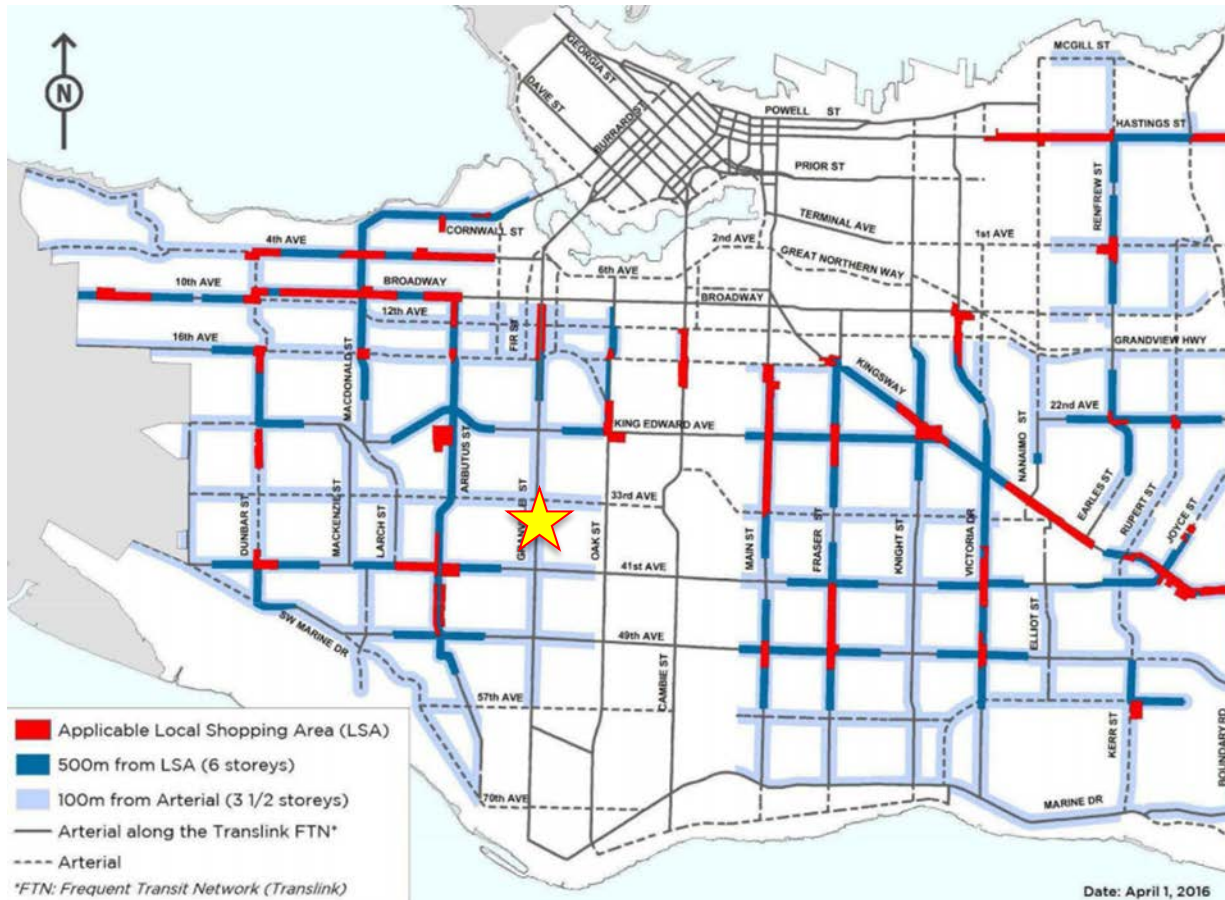 N
GEORGIA ST
DAVIE ST
BURRARD ST
POWELL ST
MCGILL ST
HASTINGS ST
PRIOR ST
RENFREW ST
TERMINAL AVE
1st AVE
2nd AVE
GREAT NORTHERN WAY
CORNWALL ST
4th AVE
6th AVE
10th AVE
BROADWAY
BROADWAY
12th AVE
FIR ST
16th AVE
GRANDVIEW HWY
MACDONALD ST
KINGSWAY
22nd AVE
KING EDWARD AVE
ARBUTUS ST
NANAIMO ST
33rd AVE
EARLES ST
RUPERT ST
JOYCE ST
DUNBAR ST
MACKENZIE ST
LARCH ST
ST
OAK ST
MAIN ST
FRASER ST
KNIGHT ST
VICTORIA DR
41st AVE
ELLIOT ST
SW MARINE DR
49th AVE
CAMBIE ST
57th AVE
KERR ST
BOUNDARY RD
70th AVE
MARINE DR
Applicable Local Shopping Area (LSA)
500m from LSA (6 storeys)
100m from Arterial (3 1/2 storeys)
Arterial along the Translink FTN*
Arterial
*FTN: Frequent Transit Network (Translink)
Date: April 1, 2016